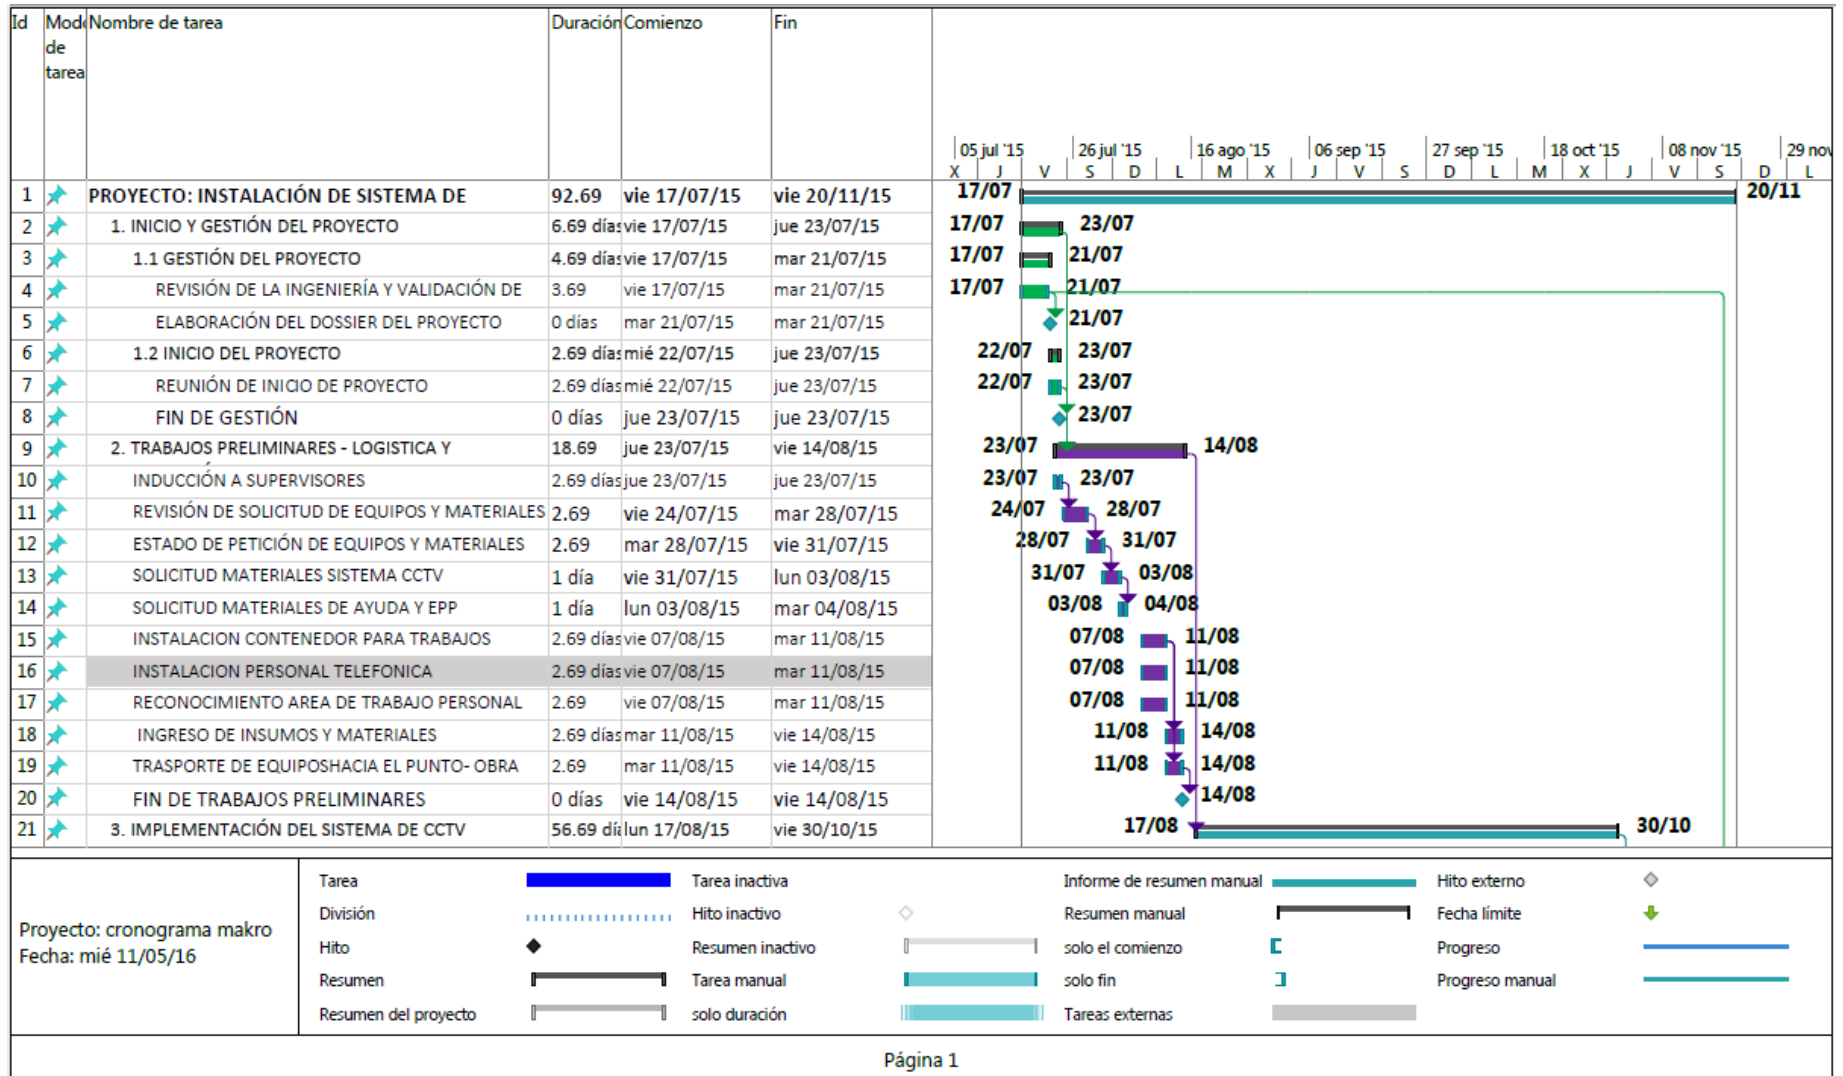 Id Modo de tarea Nombre de tarea Duración Comienzo Fin
05 jul '15 26 jul '15 16 ago '15 06 sep '15 27 sep '15 18 oct '15 08 nov '15 29 nov
X J V S D L M X J V S D L M X J V S D L
1 PROYECTO: INSTALACIÓN DE SISTEMA DE 92.69 vie 17/07/15 vie 20/11/15 17/07 20/11
2 1. INICIO Y GESTIÓN DEL PROYECTO 6.69 días vie 17/07/15 jue 23/07/15 17/07 23/07
3 1.1 GESTIÓN DEL PROYECTO 4.69 días vie 17/07/15 mar 21/07/15 17/07 21/07
4 REVISIÓN DE LA INGENIERÍA Y VALIDACIÓN DE 3.69 vie 17/07/15 mar 21/07/15 17/07 21/07
5 ELABORACIÓN DEL DOSSIER DEL PROYECTO 0 días mar 21/07/15 mar 21/07/15 21/07
6 1.2 INICIO DEL PROYECTO 2.69 días mié 22/07/15 jue 23/07/15 22/07 23/07
7 REUNIÓN DE INICIO DE PROYECTO 2.69 días mié 22/07/15 jue 23/07/15 22/07 23/07
8 FIN DE GESTIÓN 0 días jue 23/07/15 jue 23/07/15 23/07
9 2. TRABAJOS PRELIMINARES - LOGISTICA Y 18.69 jue 23/07/15 vie 14/08/15 23/07 14/08
10 INDUCCIÓN A SUPERVISORES 2.69 días jue 23/07/15 jue 23/07/15 23/07 23/07
11 REVISIÓN DE SOLICITUD DE EQUIPOS Y MATERIALES 2.69 vie 24/07/15 mar 28/07/15 24/07 28/07
12 ESTADO DE PETICIÓN DE EQUIPOS Y MATERIALES 2.69 mar 28/07/15 vie 31/07/15 28/07 31/07
13 SOLICITUD MATERIALES SISTEMA CCTV 1 día vie 31/07/15 lun 03/08/15 31/07 03/08
14 SOLICITUD MATERIALES DE AYUDA Y EPP 1 día lun 03/08/15 mar 04/08/15 03/08 04/08
15 INSTALACION CONTENEDOR PARA TRABAJOS 2.69 días vie 07/08/15 mar 11/08/15 07/08 11/08
16 INSTALACION PERSONAL TELEFONICA 2.69 días vie 07/08/15 mar 11/08/15 07/08 11/08
17 RECONOCIMIENTO AREA DE TRABAJO PERSONAL 2.69 vie 07/08/15 mar 11/08/15 07/08 11/08
18 INGRESO DE INSUMOS Y MATERIALES 2.69 días mar 11/08/15 vie 14/08/15 11/08 14/08
19 TRASPORTE DE EQUIPOSHACIA EL PUNTO- OBRA 2.69 mar 11/08/15 vie 14/08/15 11/08 14/08
20 FIN DE TRABAJOS PRELIMINARES 0 días vie 14/08/15 vie 14/08/15 14/08
21 3. IMPLEMENTACIÓN DEL SISTEMA DE CCTV 56.69 día lun 17/08/15 vie 30/10/15 17/08 30/10
Proyecto: cronograma makro
Fecha: mié 11/05/16
Tarea Tarea inactiva Informe de resumen manual Hito externo
División Hito inactivo Resumen manual Fecha límite
Hito Resumen inactivo solo el comienzo Progreso
Resumen Tarea manual solo fin Progreso manual
Resumen del proyecto solo duración Tareas externas
Página 1